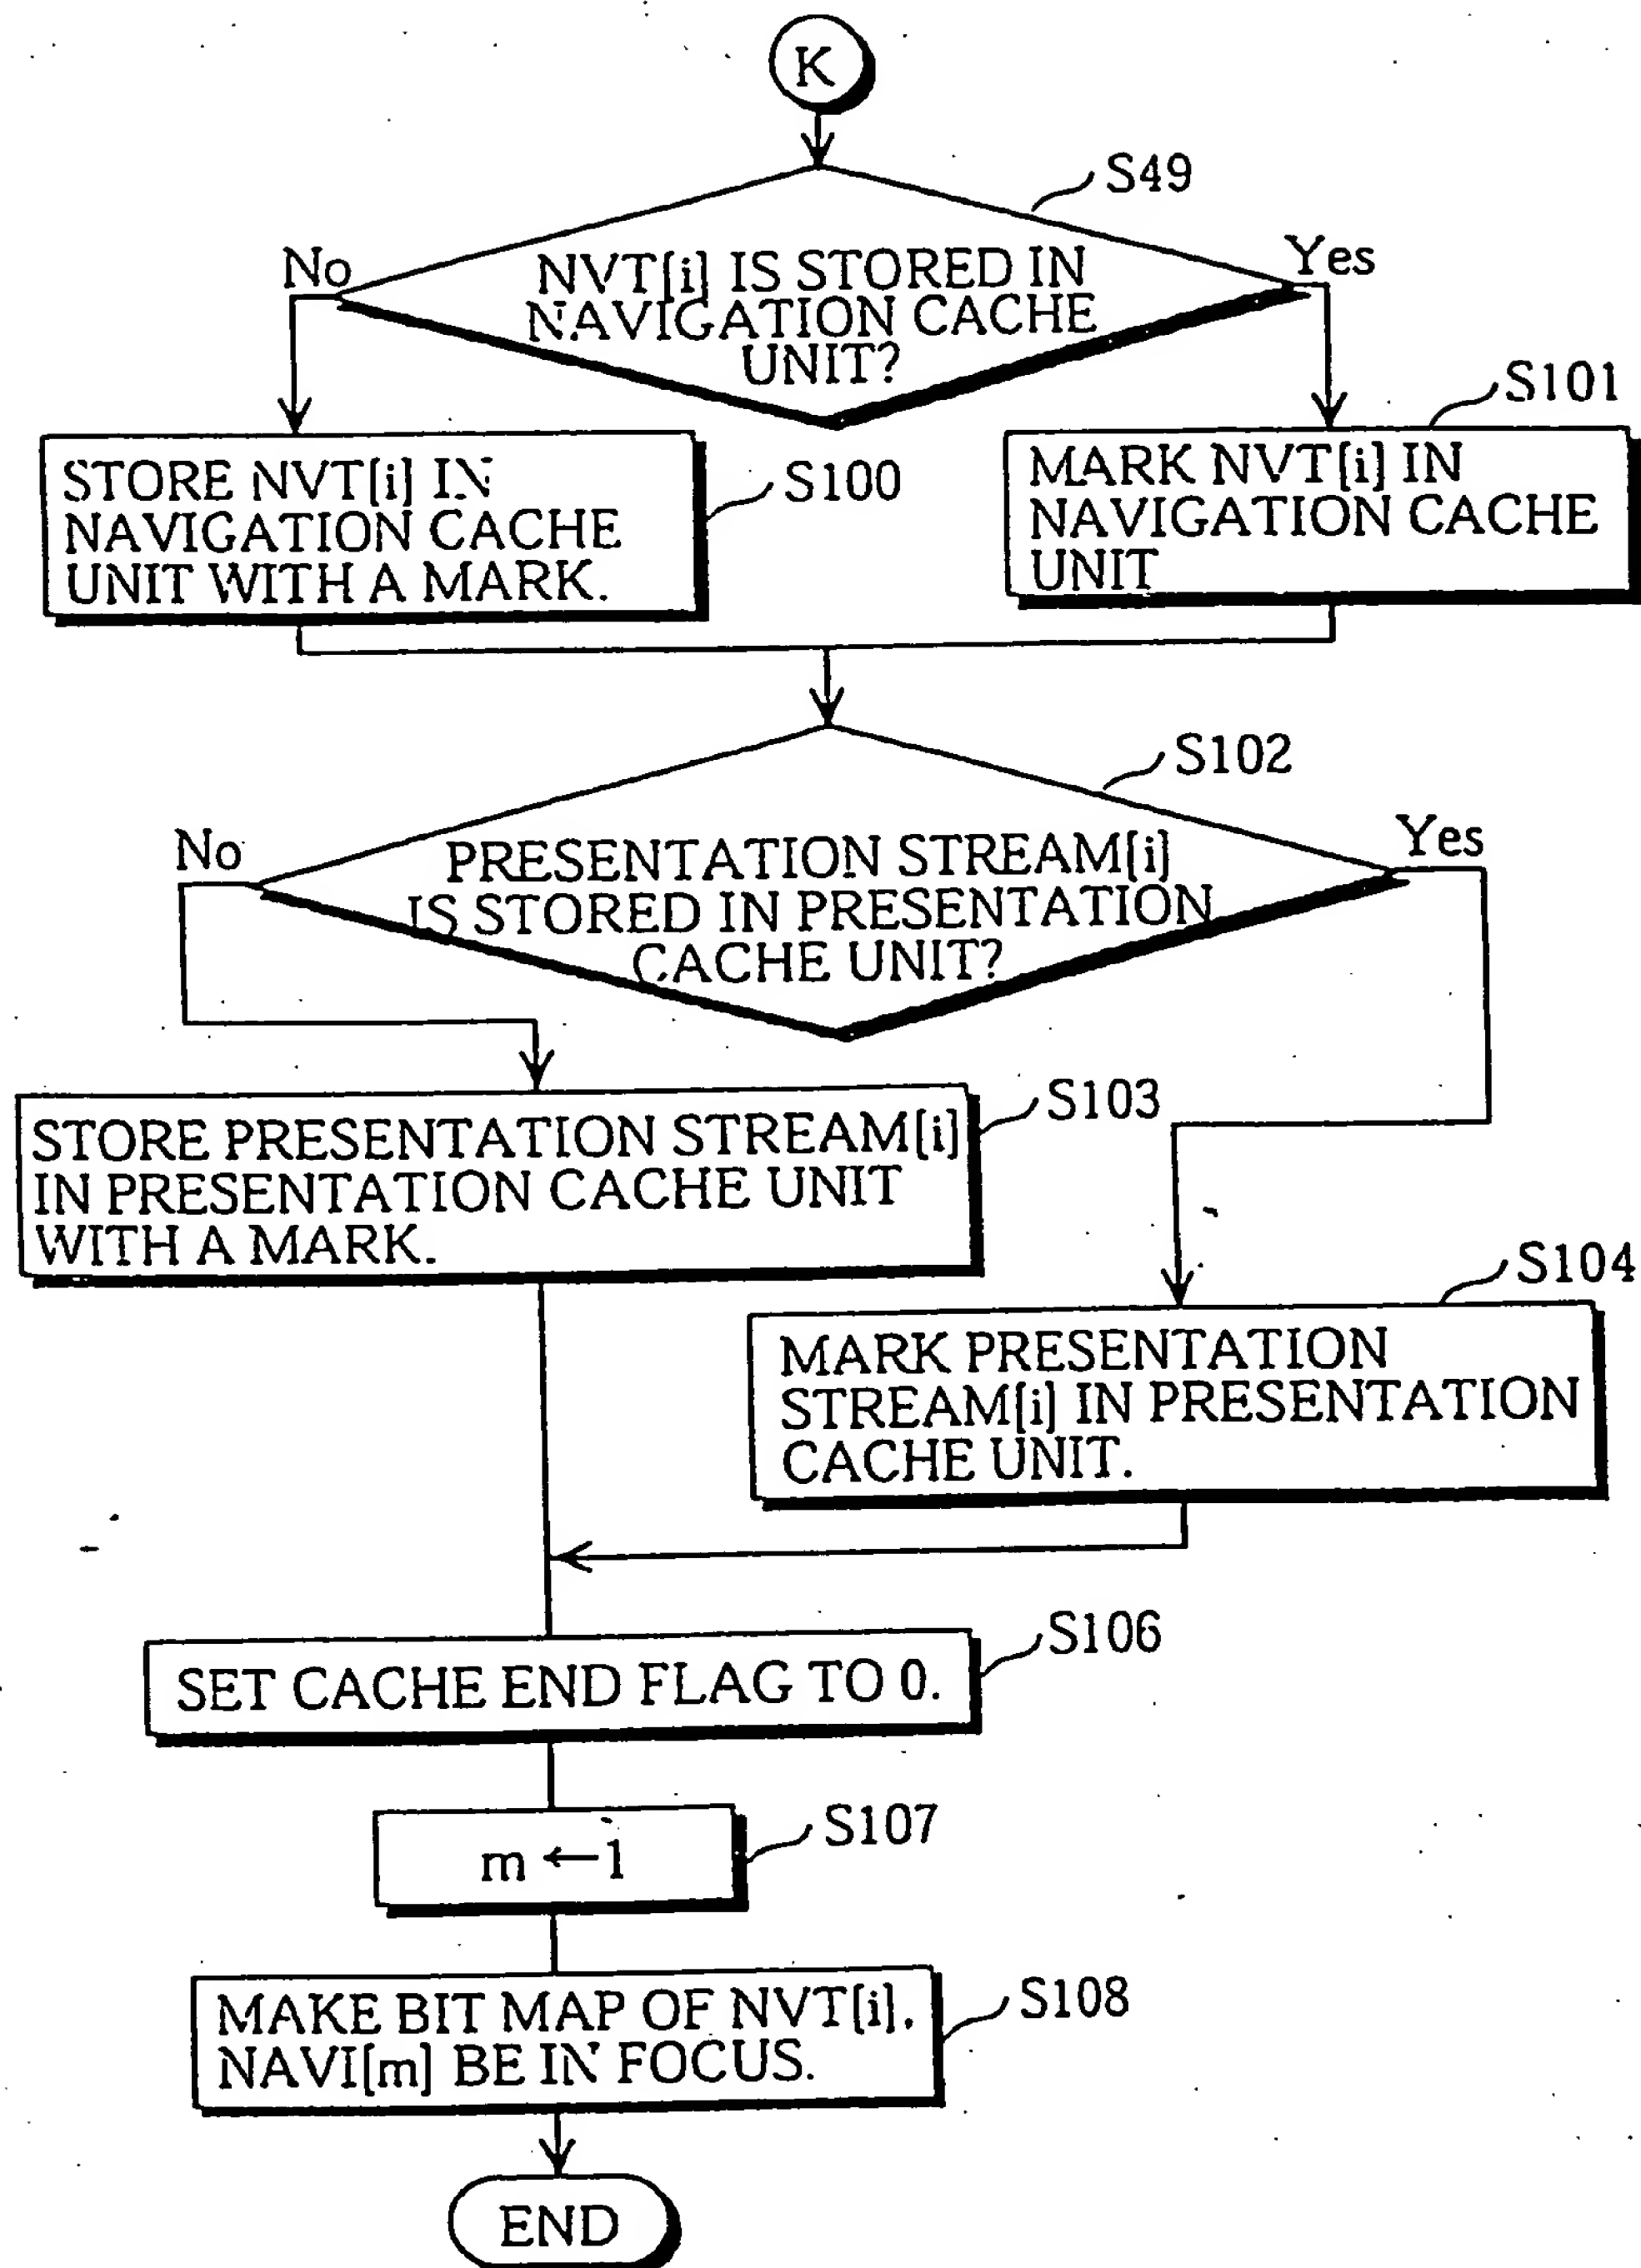 K
S49
No
Yes
NVT[i] IS STORED IN
NAVIGATION CACHE
UNIT?
S101
STORE NVT[i] IN
NAVIGATION CACHE
UNIT WITH A MARK.
S100
MARK NVT[i] IN
NAVIGATION CACHE
UNIT
S102
No
Yes
PRESENTATION STREAM[i]
IS STORED IN PRESENTATION
CACHE UNIT?
S103
STORE PRESENTATION STREAM[i]
IN PRESENTATION CACHE UNIT
WITH A MARK.
S104
MARK PRESENTATION
STREAM[i] IN PRESENTATION
CACHE UNIT.
S106
SET CACHE END FLAG TO 0.
S107
m ← 1
S108
MAKE BIT MAP OF NVT[i].
NAVI[m] BE IN FOCUS.
END